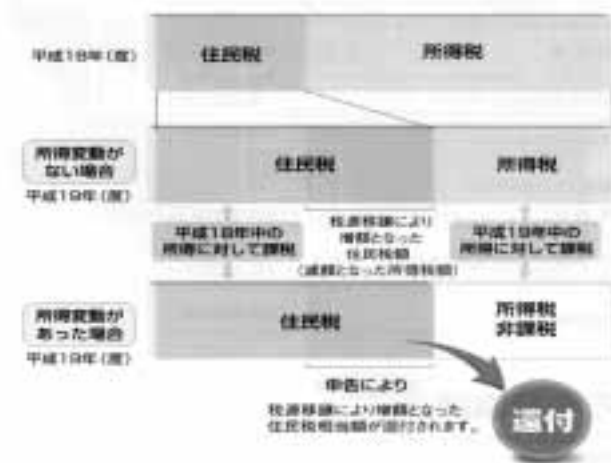 平成18年(度)
住民税
所得税
所得変動が
ない場合
平成19年(度)
住民税
所得税
平成18年中の
所得に対して課税
税源移譲により
増額となった
住民税額
(減額となった所得税額)
平成19年中の
所得に対して課税
所得変動が
あった場合
平成19年(度)
住民税
所得税
非課税
申告により
税源移譲により増額となった
住民税相当額が還付されます。
還付